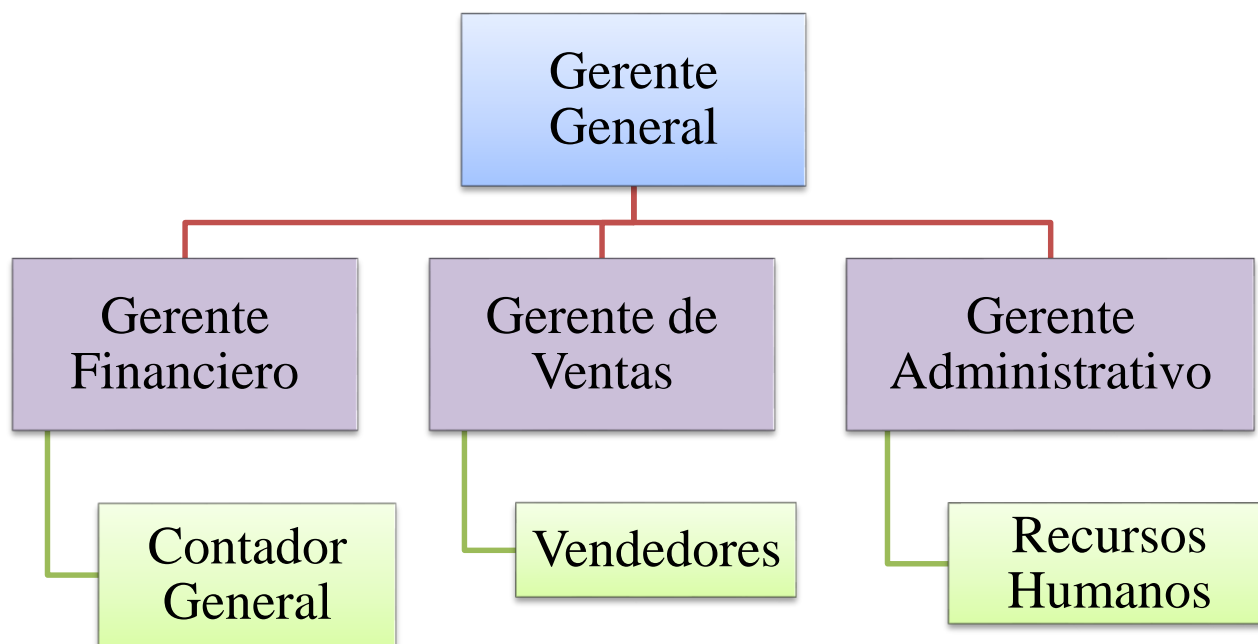 Gerente
General
Gerente
Financiero
Gerente de
Ventas
Gerente
Administrativo
Contador
General
Vendedores
Recursos
Humanos